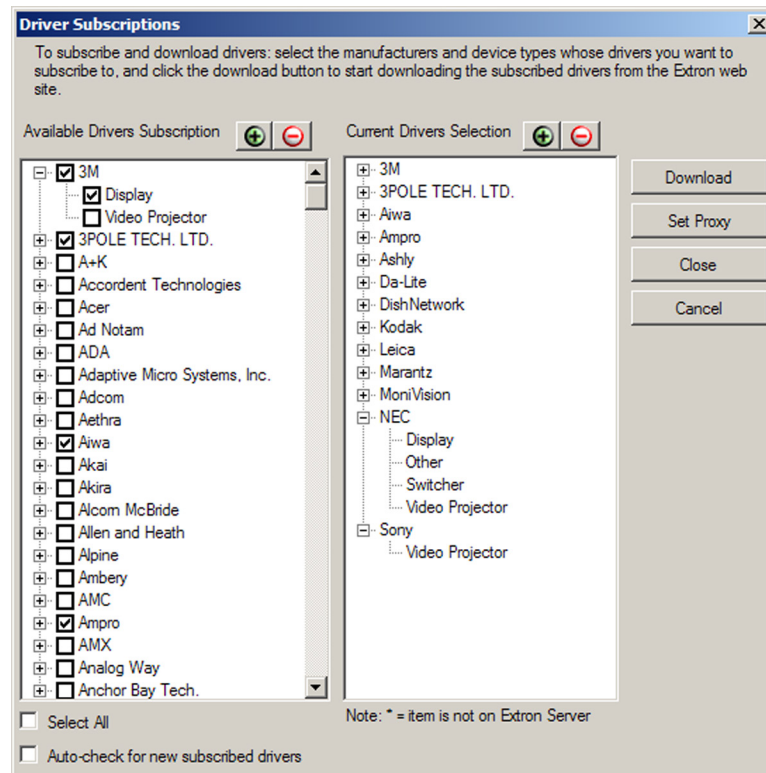 Driver Subscriptions
To subscribe and download drivers: select the manufacturers and device types whose drivers you want to
subscribe to, and click the download button to start downloading the subscribed drivers from the Extron web
site.
Available Drivers Subscription
3M
Display
Video Projector
3POLE TECH. LTD.
A+K
Accordent Technologies
Acer
Ad Notam
ADA
Adaptive Micro Systems, Inc.
Adcom
Aethra
Aiwa
Akai
Akira
Alcorn McBride
Allen and Heath
Alpine
Ambery
AMC
Ampro
AMX
Analog Way
Anchor Bay Tech.
Select All
Auto-check for new subscribed drivers
Current Drivers Selection
3M
3POLE TECH. LTD.
Aiwa
Ampro
Ashly
Da-Lite
DishNetwork
Kodak
Leica
Marantz
MoniVision
NEC
Display
Other
Switcher
Video Projector
Sony
Video Projector
Note: * = item is not on Extron Server
Download
Set Proxy
Close
Cancel